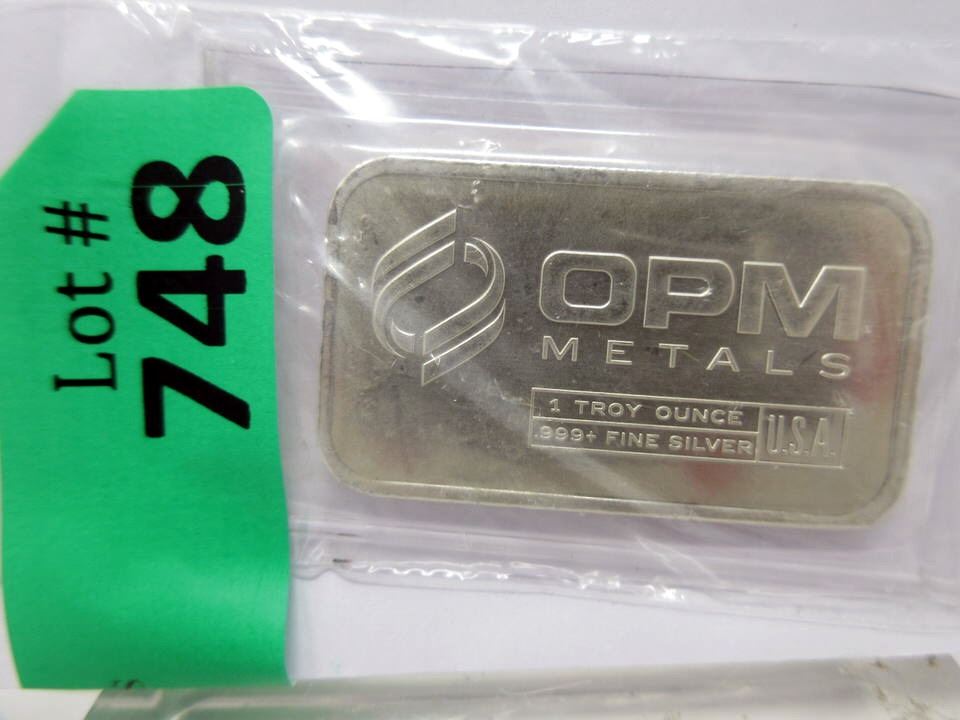 Lot #
748
OPM
METALS
1 TROY OUNCE
.999+ FINE SILVER
U.S.A.